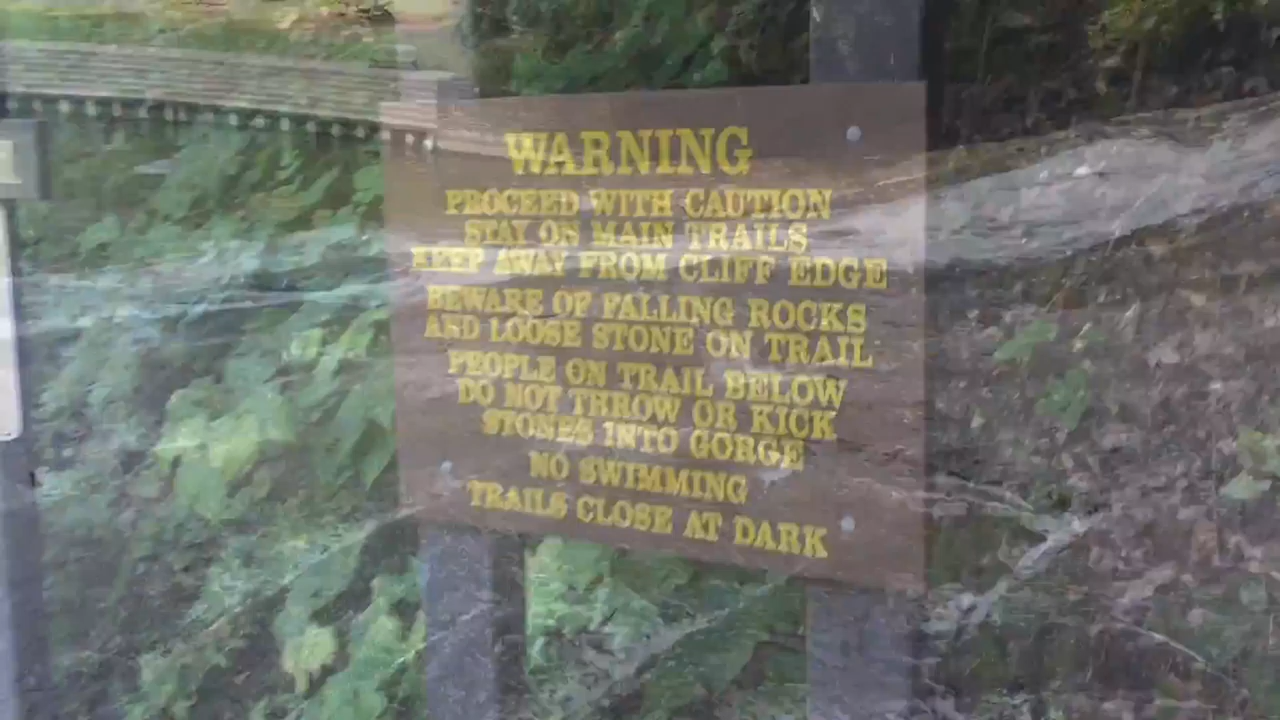 WARNING
PROCEED WITH CAUTION
STAY ON MAIN TRAILS
KEEP AWAY FROM CLIFF EDGE
BEWARE OF FALLING ROCKS
AND LOOSE STONE ON TRAIL
PEOPLE ON TRAIL BELOW
DO NOT THROW OR KICK
STONES INTO GORGE
NO SWIMMING
TRAILS CLOSE AT DARK